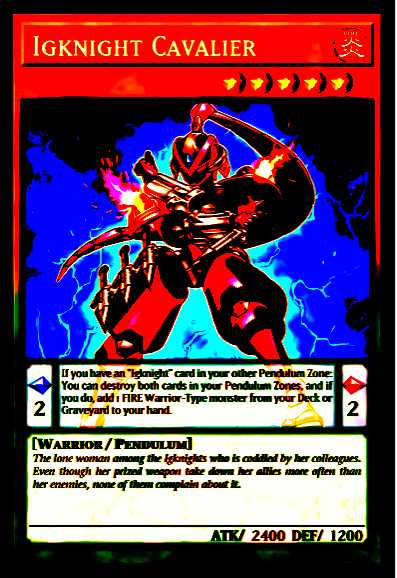 Igknight Cavalier
炎
If you have an "Igknight" card in your other Pendulum Zone:
You can destroy both cards in your Pendulum Zones, and if
you do, add 1 FIRE Warrior-Type monster from your Deck or
Graveyard to your hand.
2
2
[Warrior / Pendulum]
The lone woman among the Igknights who is coddled by her colleagues.
Even though her prized weapon take down her allies more often than
her enemies, none of them complain about it.
ATK/ 2400 DEF/ 1200